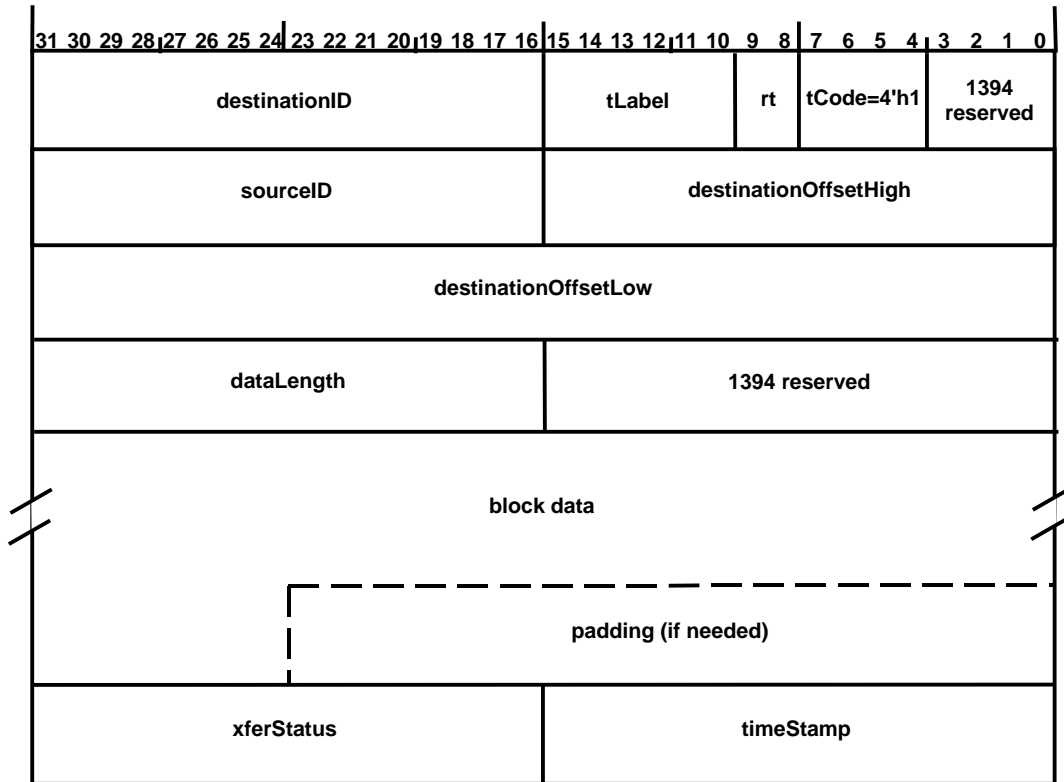 31 30 29 28 27 26 25 24 23 22 21 20 19 18 17 16 15 14 13 12 11 10 9 8 7 6 5 4 3 2 1 0
destinationID tLabel rt tCode=4'h1 1394
reserved
sourceID destinationOffsetHigh
destinationOffsetLow
dataLength 1394 reserved
block data
padding (if needed)
xferStatus timeStamp